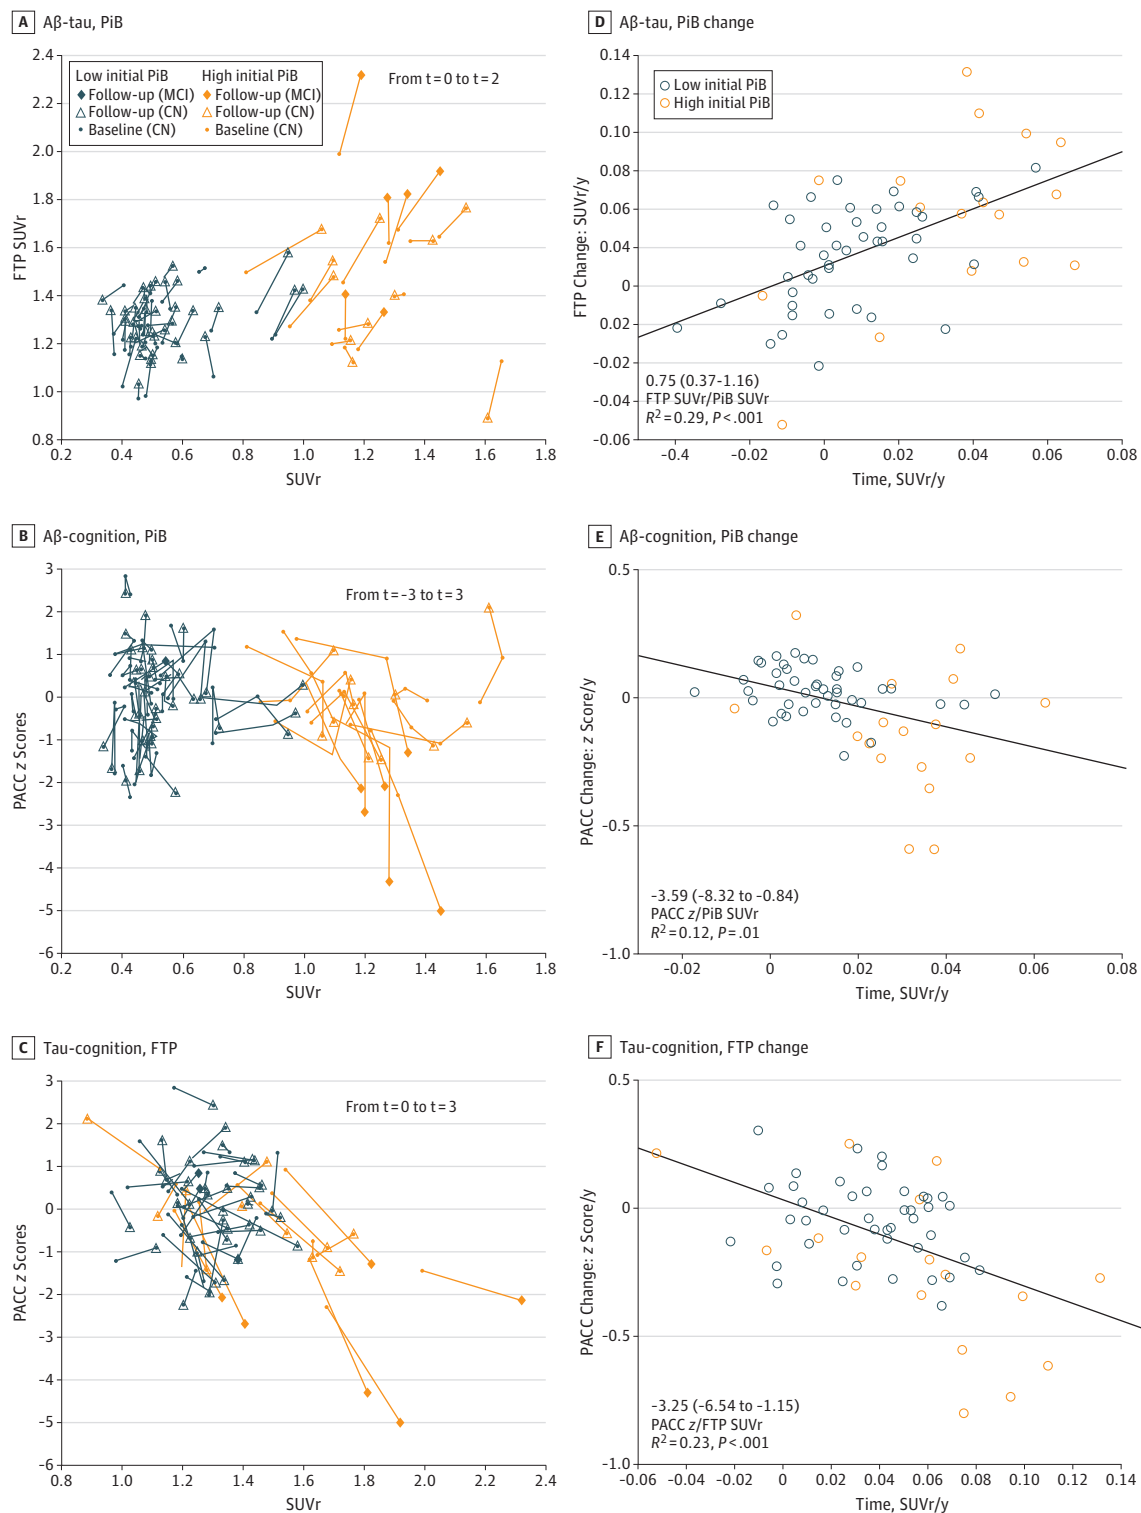 A Aβ-tau, PiB
2.4
2.2
2.0
1.8
1.6
1.4
1.2
1.0
0.8
FTP SUVr
Low initial PiB
Follow-up (MCI)
Follow-up (CN)
Baseline (CN)
High initial PiB
Follow-up (MCI)
Follow-up (CN)
Baseline (CN)
From t=0 to t=2
0.2 0.4 0.6 0.8 1.0 1.2 1.4 1.6 1.8
SUVr
D Aβ-tau, PiB change
0.14
0.12
0.10
0.08
0.06
0.04
0
0.02
-0.02
-0.04
-0.06
FTP Change: SUVr/y
Low initial PiB
High initial PiB
0.75 (0.37-1.16)
FTP SUVr/PiB SUVr
R2=0.29, P<.001
-0.4 -0.02 0 0.02 0.04 0.06 0.08
Time, SUVr/y
B Aβ-cognition, PiB
3
2
1
0
-1
-2
-3
-4
-5
-6
PACC z Scores
From t=-3 to t=3
0.2 0.4 0.6 0.8 1.0 1.2 1.4 1.6 1.8
SUVr
E Aβ-cognition, PiB change
0.5
0
-0.5
-1.0
PACC Change: z Score/y
-3.59 (-8.32 to -0.84)
PACC z/PiB SUVr
R2=0.12, P=.01
-0.02 0 0.02 0.04 0.06 0.08
Time, SUVr/y
C Tau-cognition, FTP
3
2
1
0
-1
-2
-3
-4
-5
-6
PACC z Scores
From t=0 to t=3
0.8 1.0 1.2 1.4 1.6 1.8 2.0 2.2 2.4
SUVr
F Tau-cognition, FTP change
0.5
0
-0.5
-1.0
PACC Change: z Score/y
-3.25 (-6.54 to -1.15)
PACC z/FTP SUVr
R2=0.23, P<.001
-0.06 -0.04 -0.02 0 0.02 0.04 0.06 0.08 0.10 0.12 0.14
Time, SUVr/y